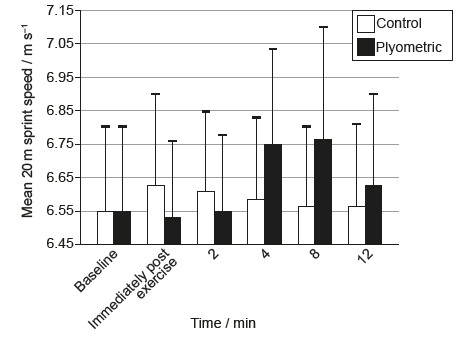 7.15
7.05
6.95
6.85
6.75
6.65
6.55
6.45
Mean 20 m sprint speed / m s⁻¹
Control
Plyometric
Baseline
Immediately post
exercise
2
4
8
12
Time / min